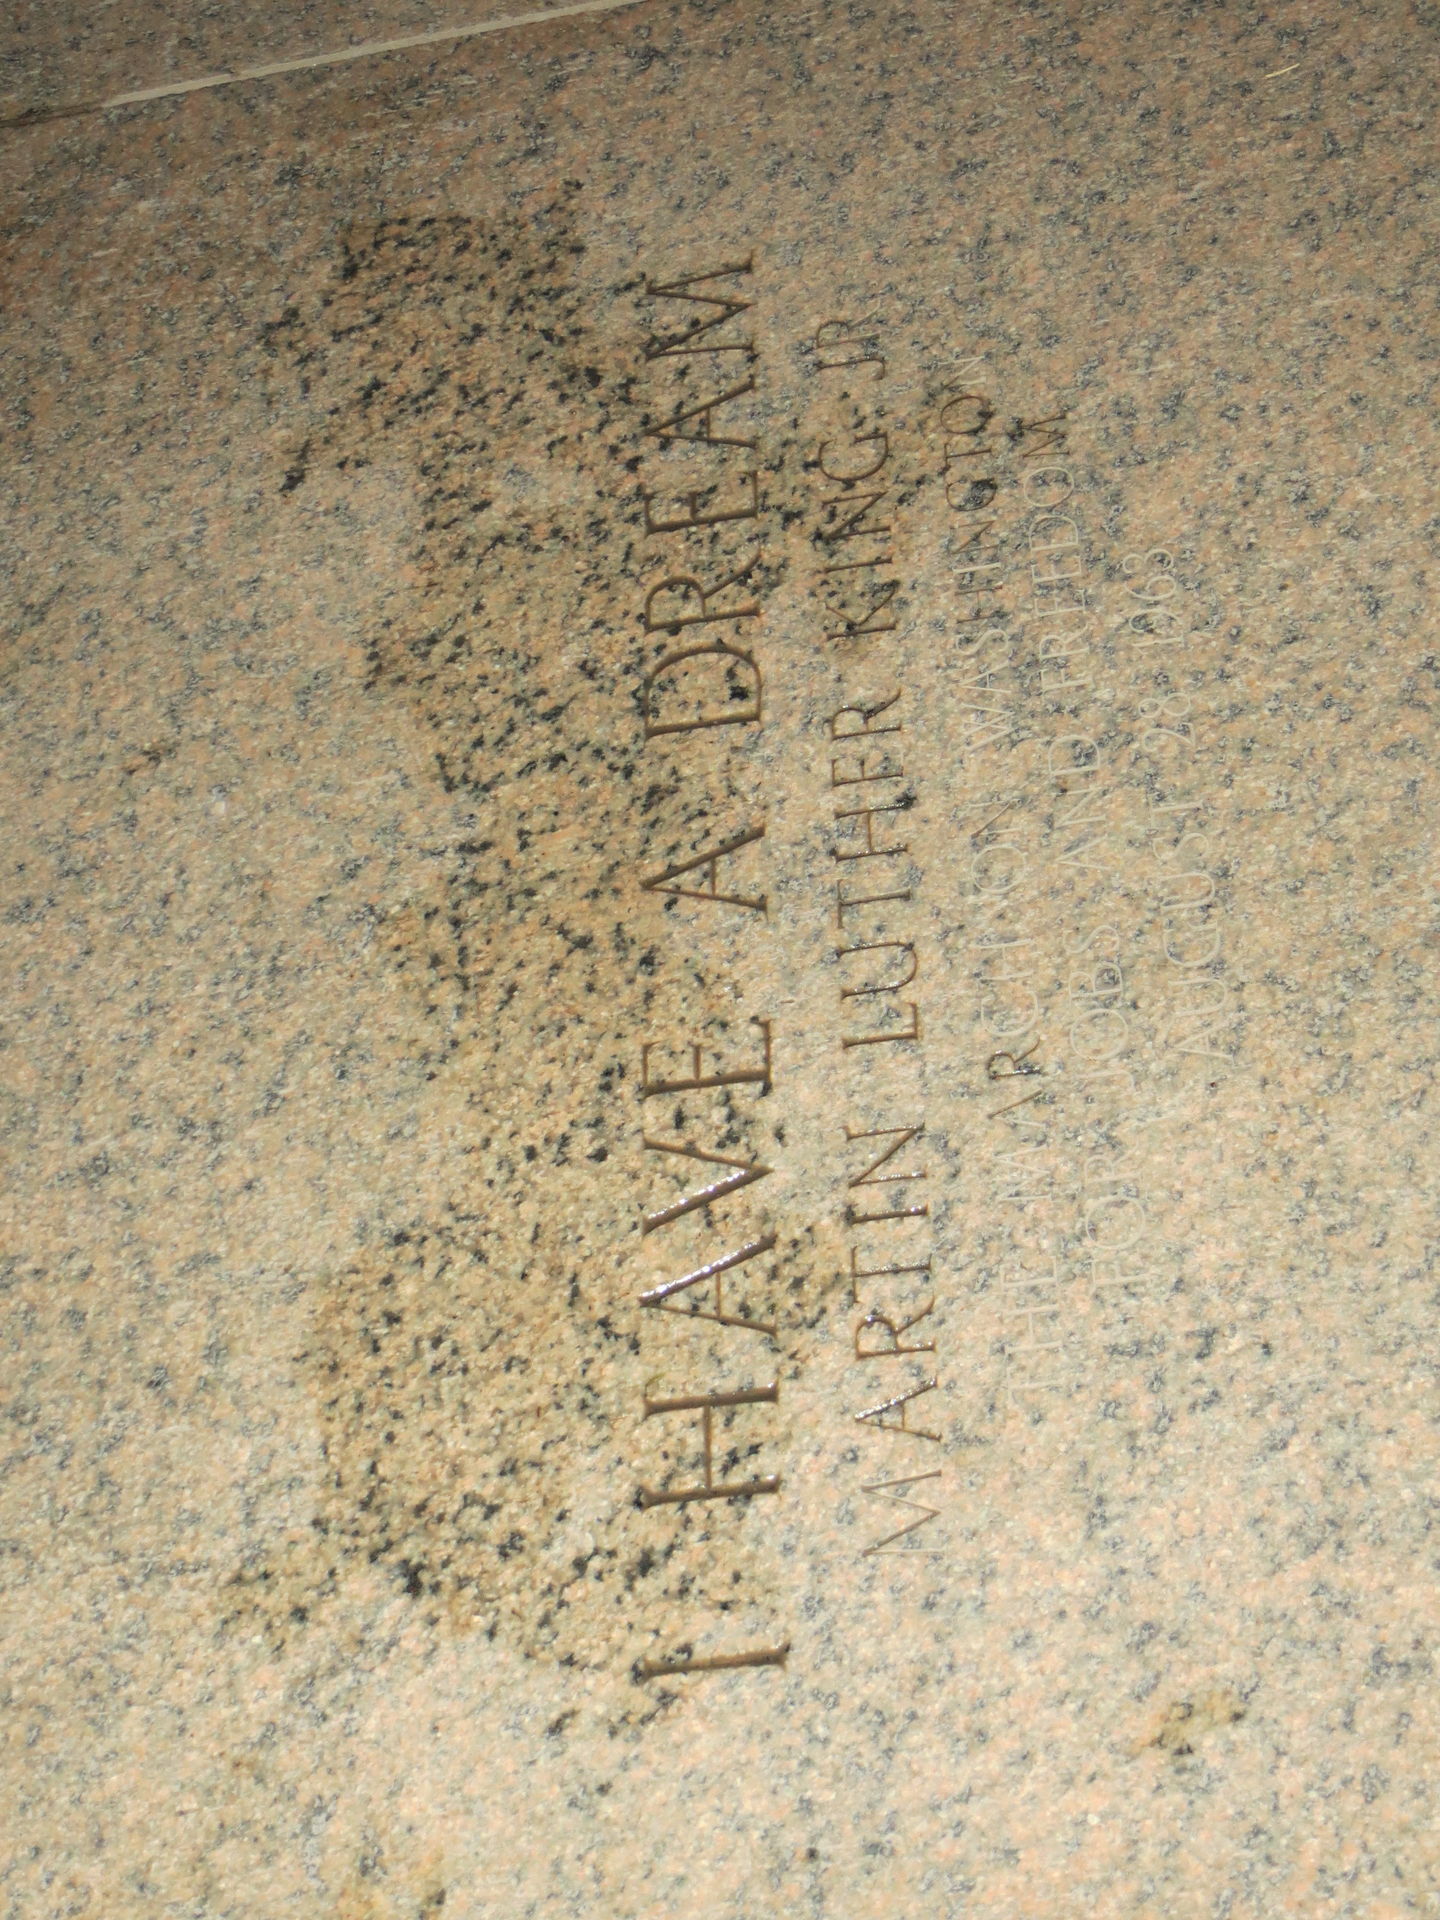 I HAVE A DREAM
MARTIN LUTHER KING JR
THE MARCH ON WASHINGTON
FOR JOBS AND FREEDOM
AUGUST 28 1963